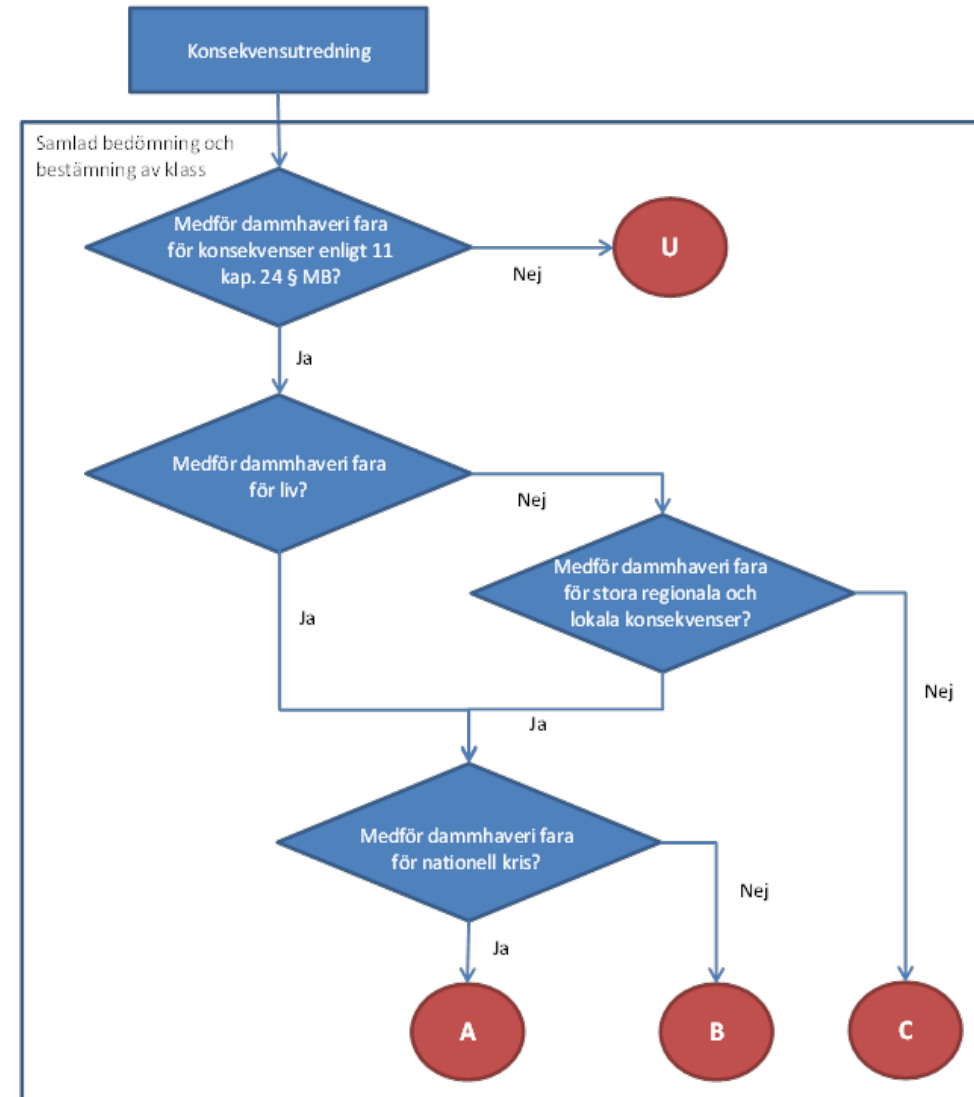 Konsekvensutredning
Samlad bedömning och
bestämning av klass
Medför dammhaveri fara
för konsekvenser enligt 11
kap. 24 § MB?
Nej
U
Ja
Medför dammhaveri fara
för liv?
Nej
Medför dammhaveri fara
för stora regionala och
lokala konsekvenser?
Ja
Nej
Ja
Medför dammhaveri fara
för nationell kris?
Nej
Ja
A
B
C